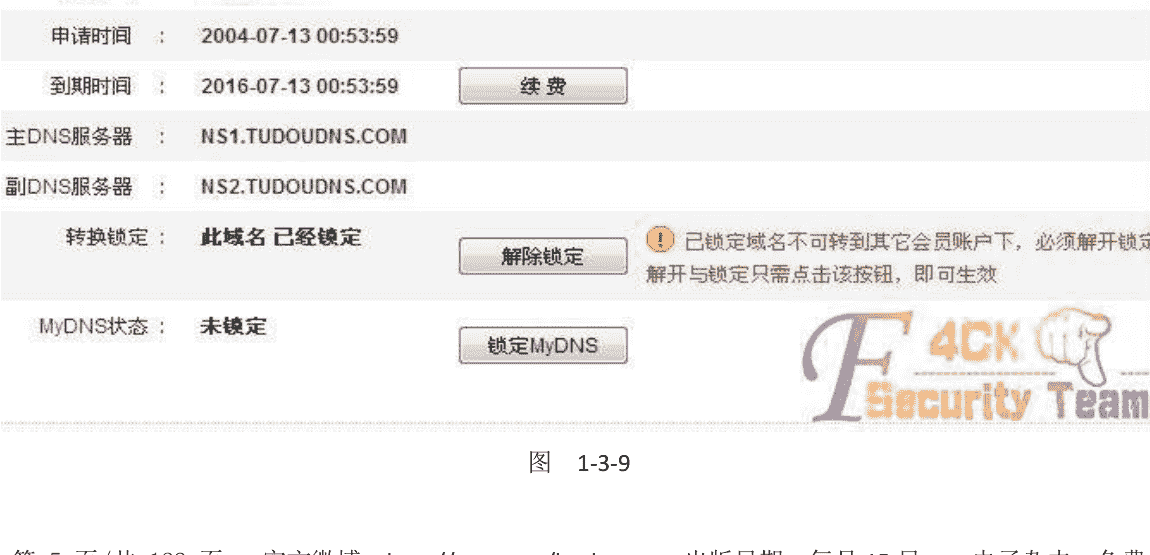 申请时间 : 2004-07-13 00:53:59
到期时间 : 2016-07-13 00:53:59 续 费
主DNS服务器 : NS1.TUDOUDNS.COM
副DNS服务器 : NS2.TUDOUDNS.COM
转换锁定 : 此域名 已经锁定 解除锁定
已锁定域名不可转到其它会员账户下，必须解开锁定
解开与锁定只需点击该按钮，即可生效
MyDNS状态 : 未锁定 锁定MyDNS
F4CK
Security Team
图 1-3-9